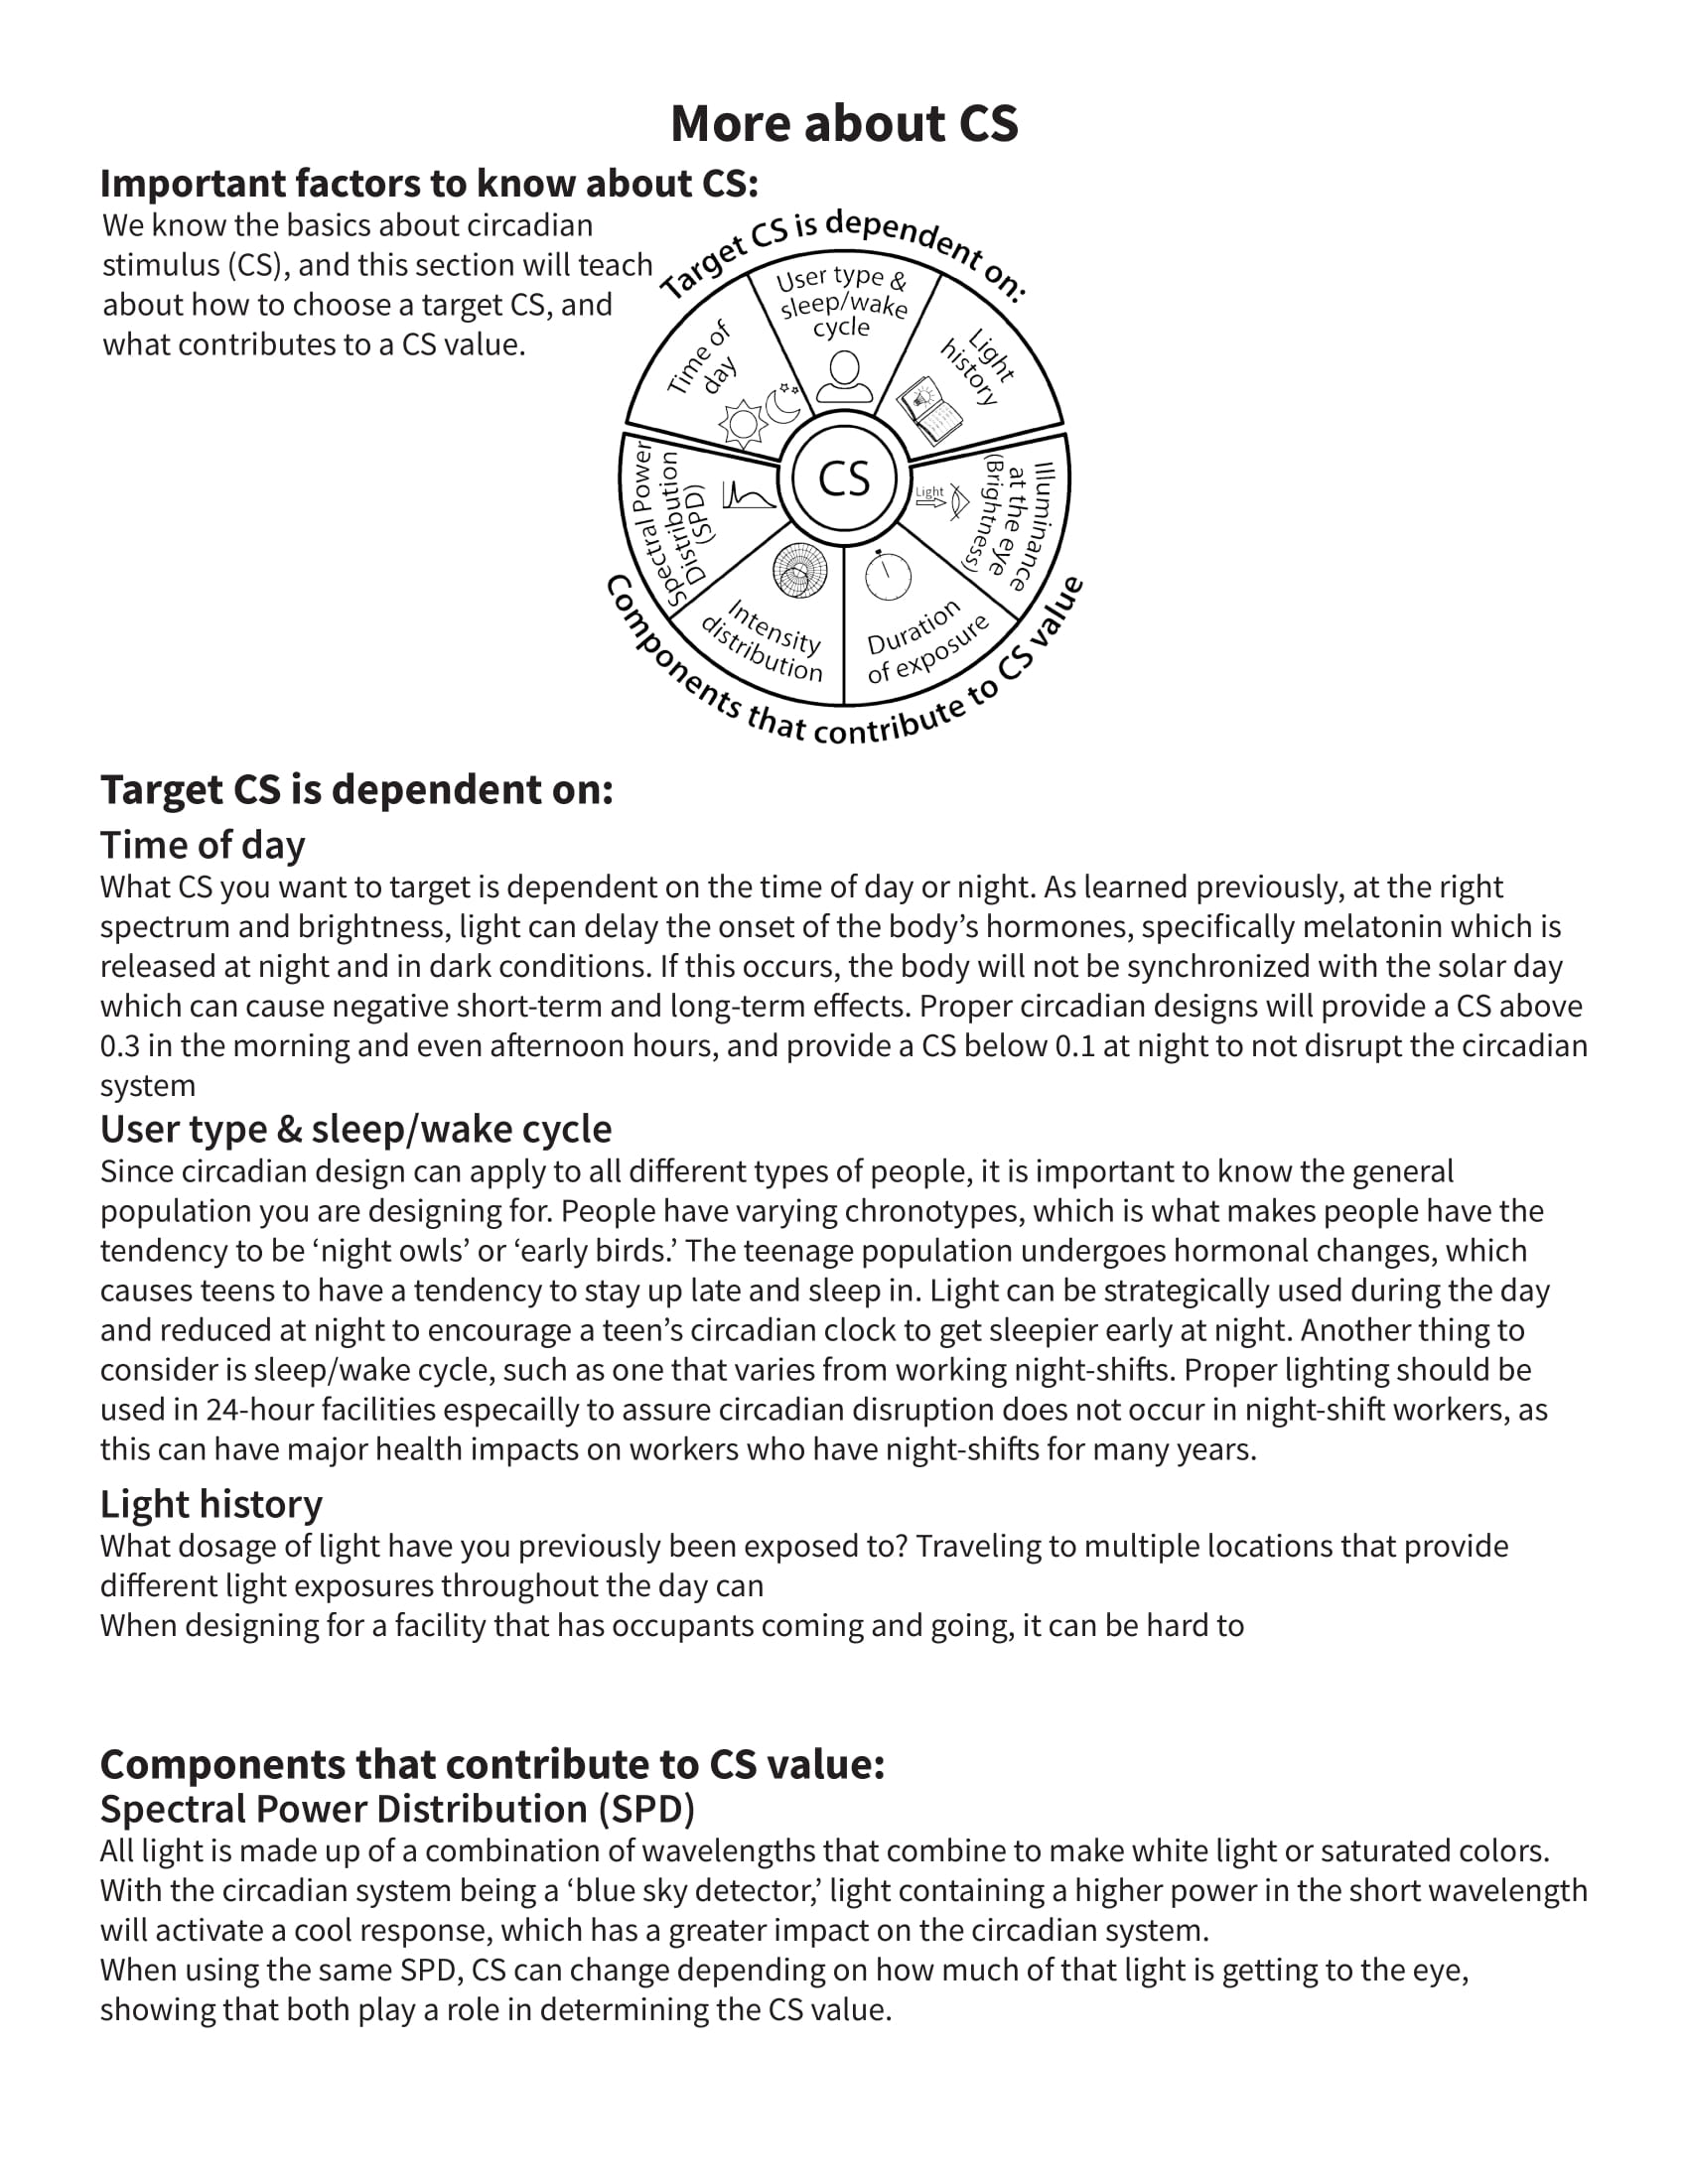 More about CS
Important factors to know about CS:
We know the basics about circadian
stimulus (CS), and this section will teach
about how to choose a target CS, and
what contributes to a CS value.
Target CS is dependent on:
Time of
day
User type &
sleep/wake
cycle
Light
history
CS
Spectral Power
Distribution
(SPD)
Intensity
distribution
Duration
of exposure
Light
Illuminance
at the eye
(Brightness)
Components that contribute to CS value
Target CS is dependent on:
Time of day
What CS you want to target is dependent on the time of day or night. As learned previously, at the right
spectrum and brightness, light can delay the onset of the body’s hormones, specifically melatonin which is
released at night and in dark conditions. If this occurs, the body will not be synchronized with the solar day
which can cause negative short-term and long-term effects. Proper circadian designs will provide a CS above
0.3 in the morning and even afternoon hours, and provide a CS below 0.1 at night to not disrupt the circadian
system
User type & sleep/wake cycle
Since circadian design can apply to all different types of people, it is important to know the general
population you are designing for. People have varying chronotypes, which is what makes people have the
tendency to be ‘night owls’ or ‘early birds.’ The teenage population undergoes hormonal changes, which
causes teens to have a tendency to stay up late and sleep in. Light can be strategically used during the day
and reduced at night to encourage a teen’s circadian clock to get sleepier early at night. Another thing to
consider is sleep/wake cycle, such as one that varies from working night-shifts. Proper lighting should be
used in 24-hour facilities especailly to assure circadian disruption does not occur in night-shift workers, as
this can have major health impacts on workers who have night-shifts for many years.
Light history
What dosage of light have you previously been exposed to? Traveling to multiple locations that provide
different light exposures throughout the day can
When designing for a facility that has occupants coming and going, it can be hard to
Components that contribute to CS value:
Spectral Power Distribution (SPD)
All light is made up of a combination of wavelengths that combine to make white light or saturated colors.
With the circadian system being a ‘blue sky detector,’ light containing a higher power in the short wavelength
will activate a cool response, which has a greater impact on the circadian system.
When using the same SPD, CS can change depending on how much of that light is getting to the eye,
showing that both play a role in determining the CS value.